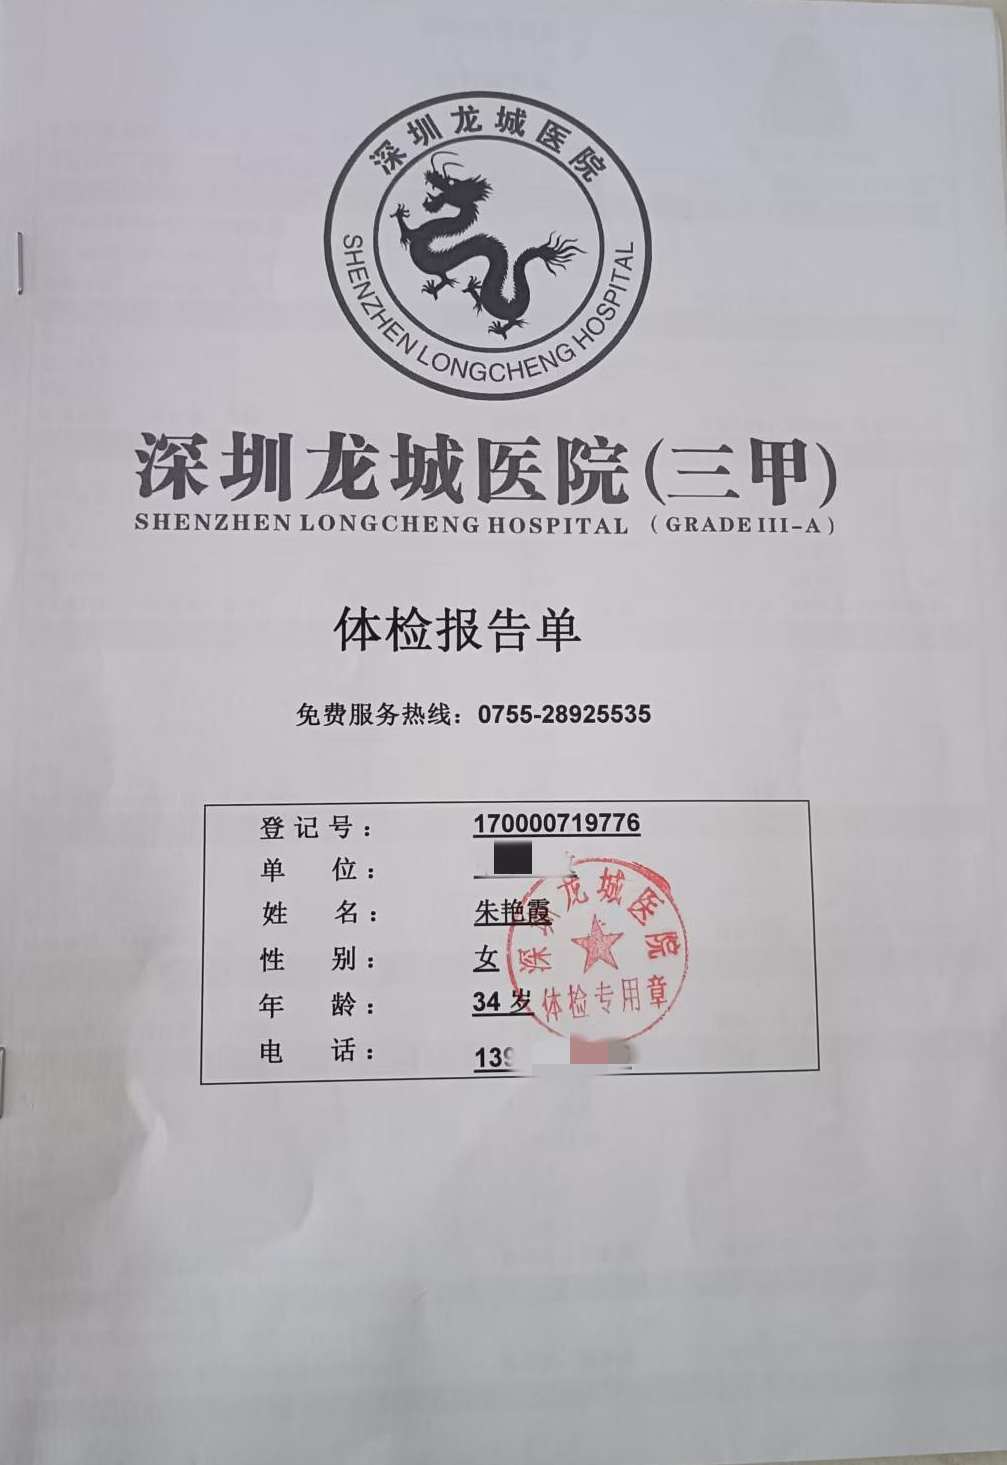 深圳龙城医院
SHENZHEN LONGCHENG HOSPITAL
深圳龙城医院(三甲)
SHENZHEN LONGCHENG HOSPITAL (GRADE III-A)
体检报告单
免费服务热线：0755-28925535
登记号： 170000719776
单位：
姓名： 朱艳霞
性别： 女
年龄： 34 岁
电话： 139
深圳龙城医院
体检专用章